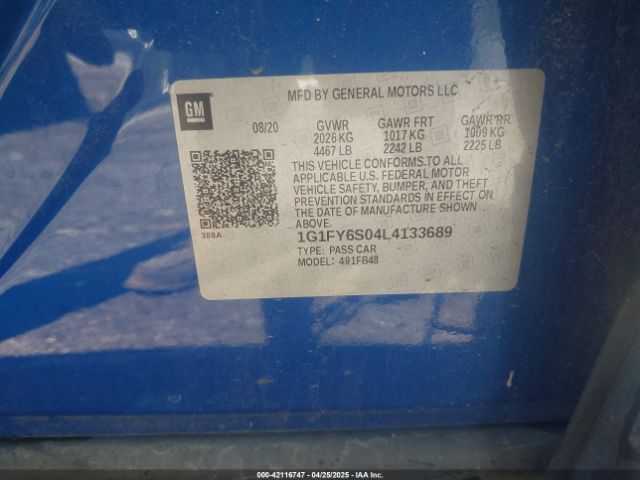 GM
MFD BY GENERAL MOTORS LLC
08/20 GVWR GAWR FRT GAWR RR
2026 KG 1017 KG 1009 KG
4467 LB 2242 LB 2225 LB
THIS VEHICLE CONFORMS TO ALL
APPLICABLE U.S. FEDERAL MOTOR
VEHICLE SAFETY, BUMPER, AND THEFT
PREVENTION STANDARDS IN EFFECT ON
THE DATE OF MANUFACTURE SHOWN
ABOVE.
388A
1G1FY6S04L4133689
TYPE: PASS CAR
MODEL: 491FB48
000-42116747 - 04/25/2025 - IAAI.COM